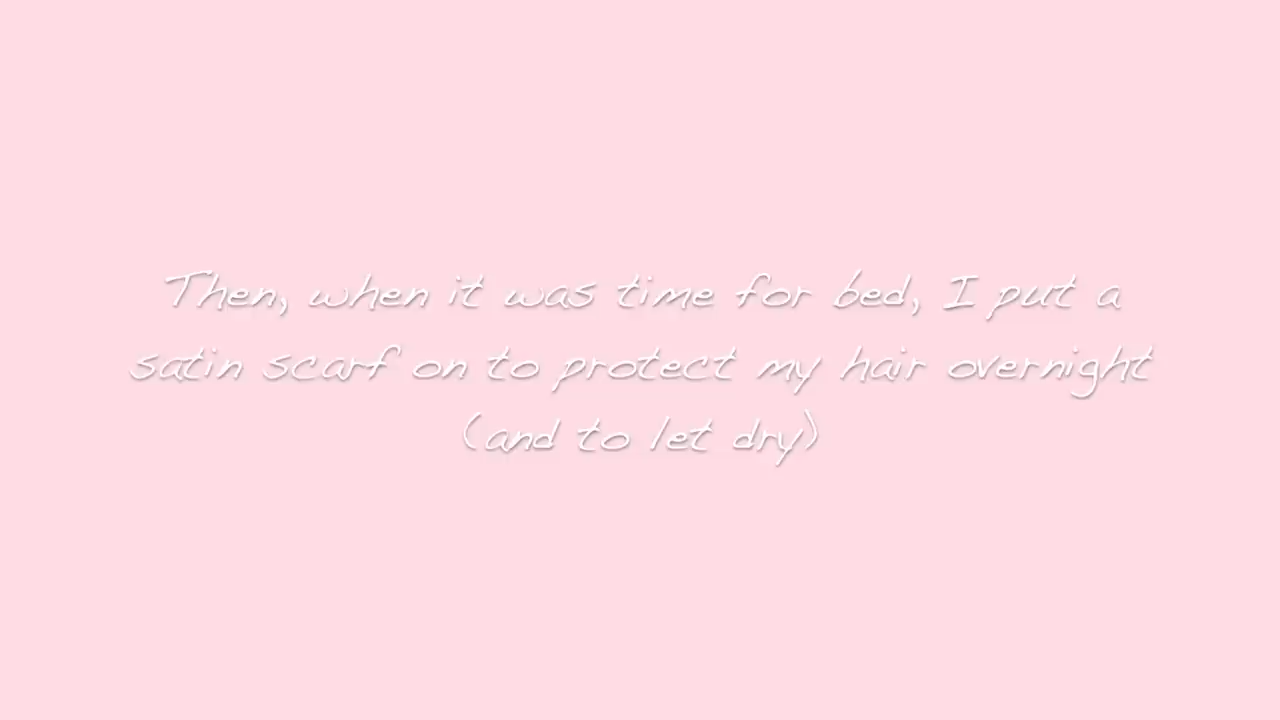 Then, when it was time for bed, I put a
satin scarf on to protect my hair overnight
(and to let dry)